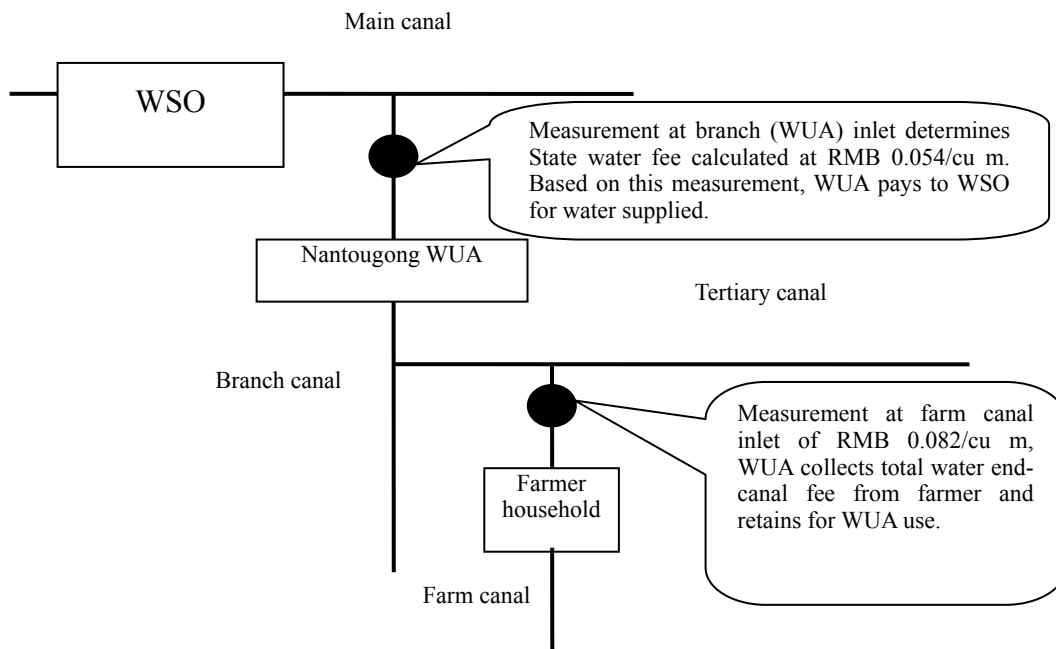 Main canal
WSO
Measurement at branch (WUA) inlet determines
State water fee calculated at RMB 0.054/cu m.
Based on this measurement, WUA pays to WSO
for water supplied.
Nantougong WUA
Tertiary canal
Branch canal
Measurement at farm canal
inlet of RMB 0.082/cu m,
WUA collects total water end-
canal fee from farmer and
retains for WUA use.
Farmer
household
Farm canal